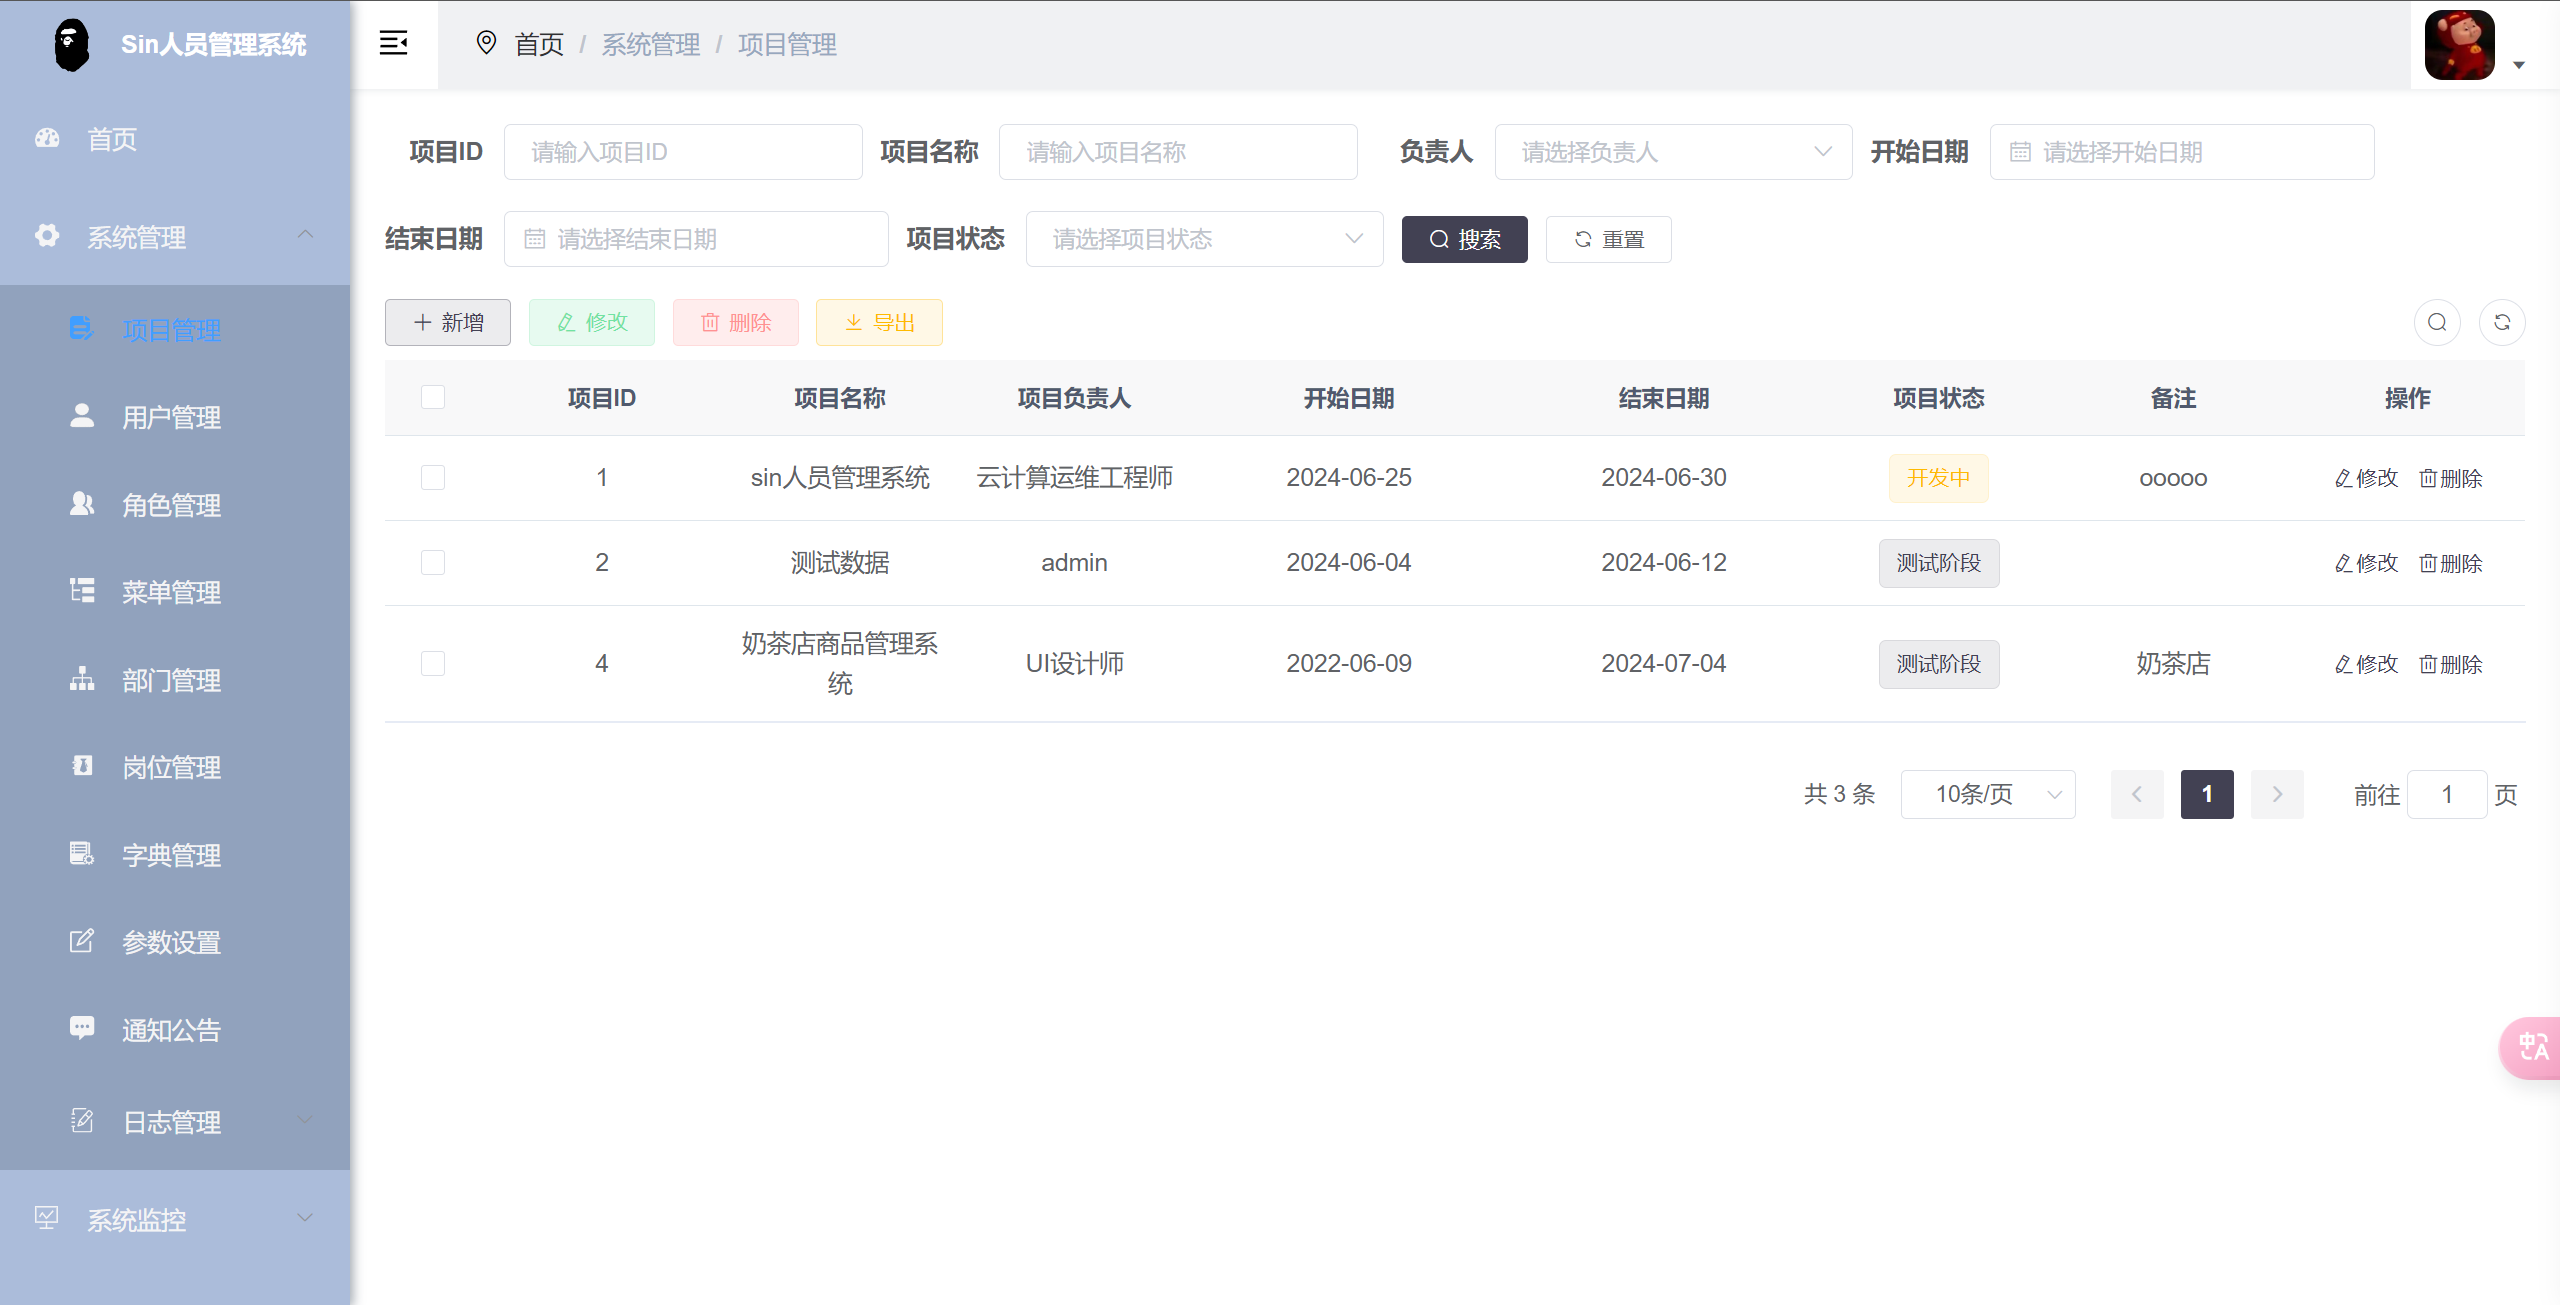 Sin人员管理系统
首页 / 系统管理 / 项目管理
首页
系统管理
项目管理
用户管理
角色管理
菜单管理
部门管理
岗位管理
字典管理
参数设置
通知公告
日志管理
系统监控
项目ID 请输入项目ID 项目名称 请输入项目名称 负责人 请选择负责人 开始日期 请选择开始日期
结束日期 请选择结束日期 项目状态 请选择项目状态 搜索 重置
新增 修改 删除 导出
项目ID 项目名称 项目负责人 开始日期 结束日期 项目状态 备注 操作
1 sin人员管理系统 云计算运维工程师 2024-06-25 2024-06-30 开发中 ooooo 修改 删除
2 测试数据 admin 2024-06-04 2024-06-12 测试阶段 修改 删除
4 奶茶店商品管理系 UI设计师 2022-06-09 2024-07-04 测试阶段 奶茶店 修改 删除
统
共 3 条 10条/页 1 前往 1 页
中A